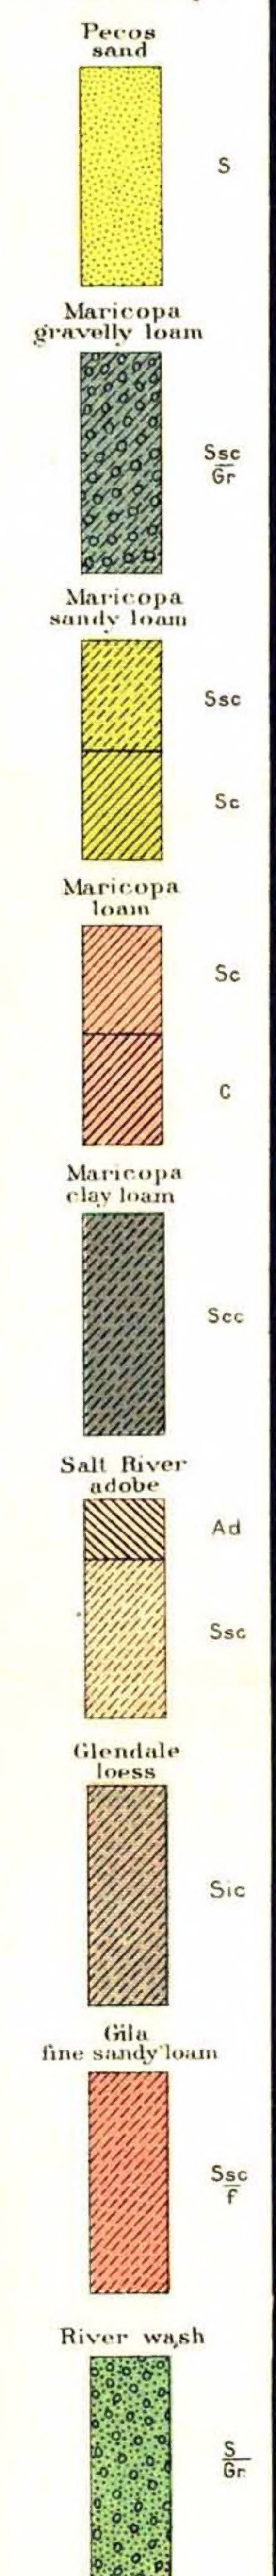 Pecos
sand
S
Maricopa
gravelly loam
Ssc
Gr
Maricopa
sandy loam
Ssc
Sc
Maricopa
loam
Sc
C
Maricopa
clay loam
Scc
Salt River
adobe
Ad
Ssc
Glendale
loess
Sic
Gila
fine sandy loam
Ssc
f
River wash
S
Gr